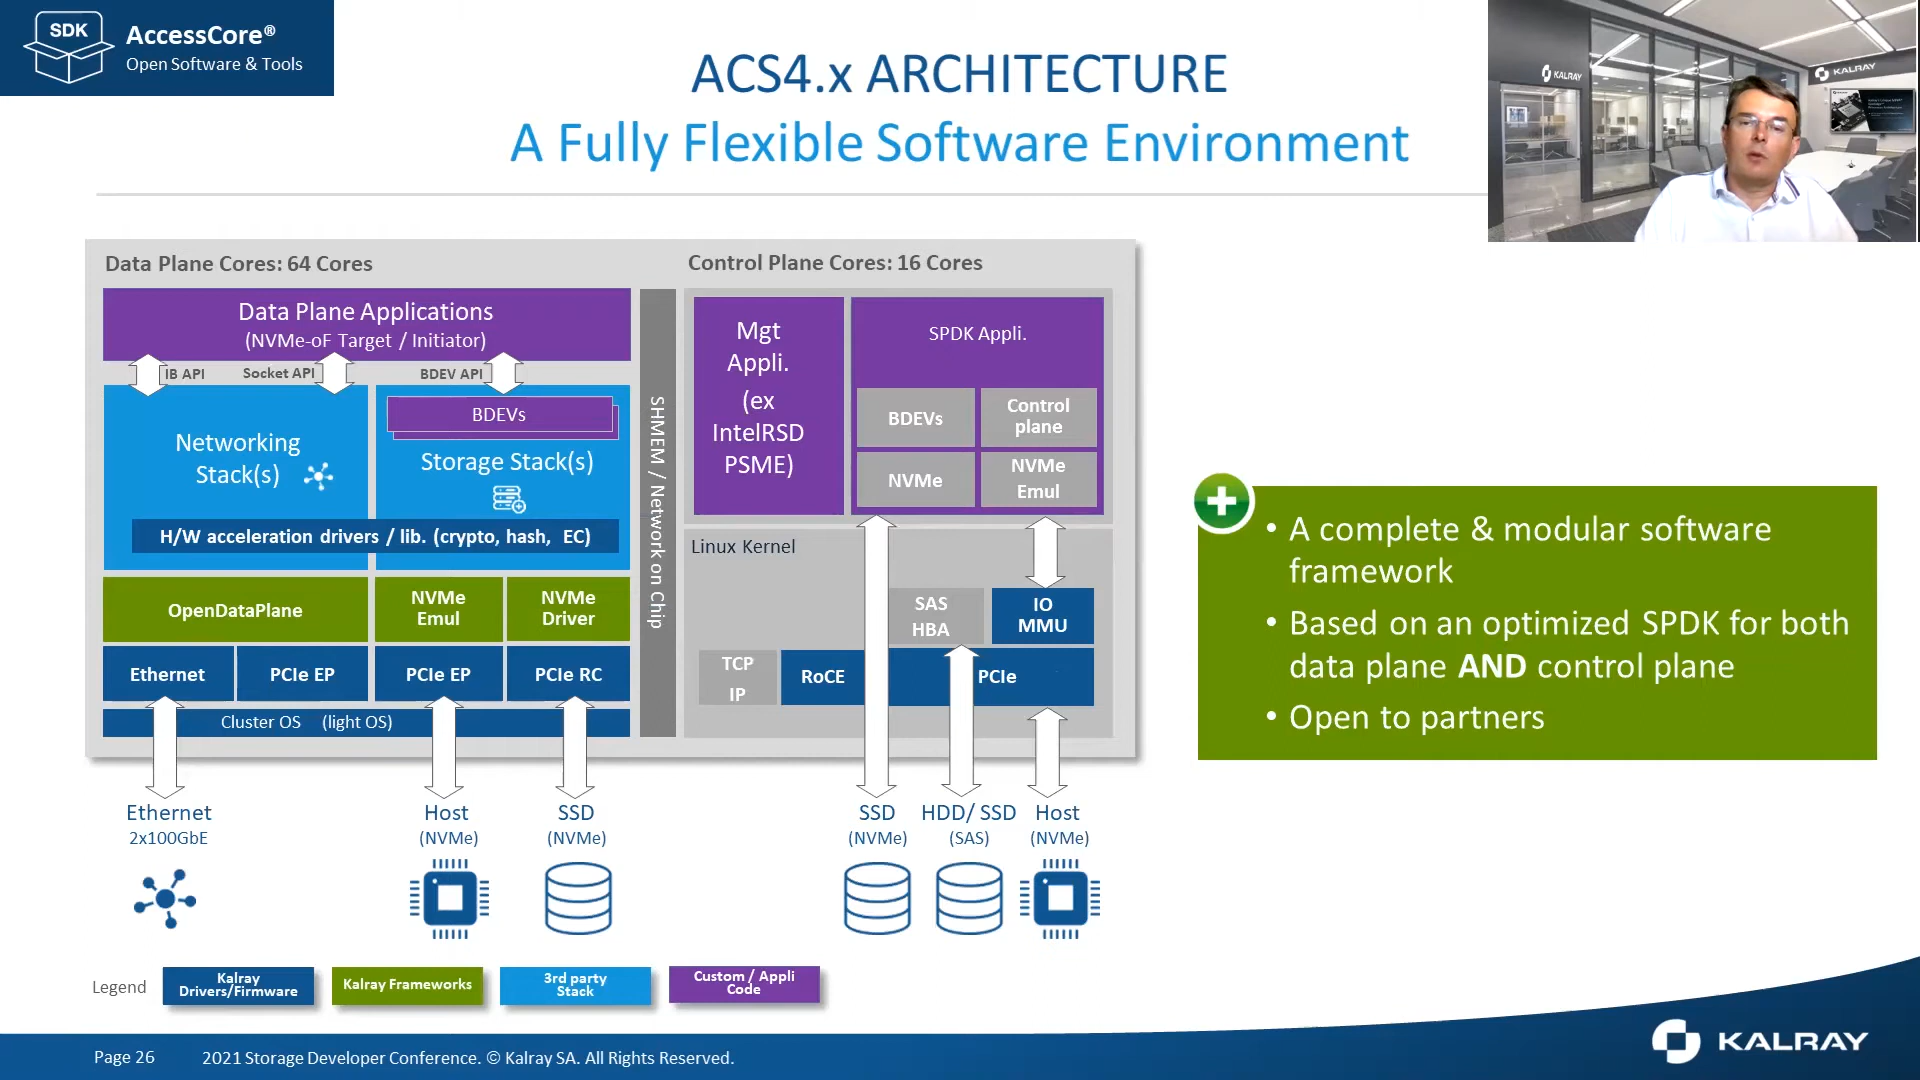 SDK
AccessCore®
Open Software & Tools
ACS4.x ARCHITECTURE
A Fully Flexible Software Environment
KALRAY
KALRAY
Data Plane Cores: 64 Cores
Data Plane Applications
(NVMe-oF Target / Initiator)
IB API
Socket API
BDEV API
Networking
Stack(s)
BDEVs
Storage Stack(s)
H/W acceleration drivers / lib. (crypto, hash, EC)
OpenDataPlane
NVMe
Emul
NVMe
Driver
Ethernet
PCIe EP
PCIe EP
PCIe RC
Cluster OS (light OS)
SHMEM / Network on Chip
Control Plane Cores: 16 Cores
Mgt
Appli.
(ex
IntelRSD
PSME)
SPDK Appli.
BDEVs
Control
plane
NVMe
NVMe
Emul
Linux Kernel
SAS
HBA
IO
MMU
TCP
IP
RoCE
PCIe
Ethernet
2x100GbE
Host
(NVMe)
SSD
(NVMe)
SSD
(NVMe)
HDD/ SSD
(SAS)
Host
(NVMe)
• A complete & modular software
framework
• Based on an optimized SPDK for both
data plane AND control plane
• Open to partners
Legend
Kalray
Drivers/Firmware
Kalray Frameworks
3rd party
Stack
Custom / Appli
Code
Page 26
2021 Storage Developer Conference. © Kalray SA. All Rights Reserved.
KALRAY